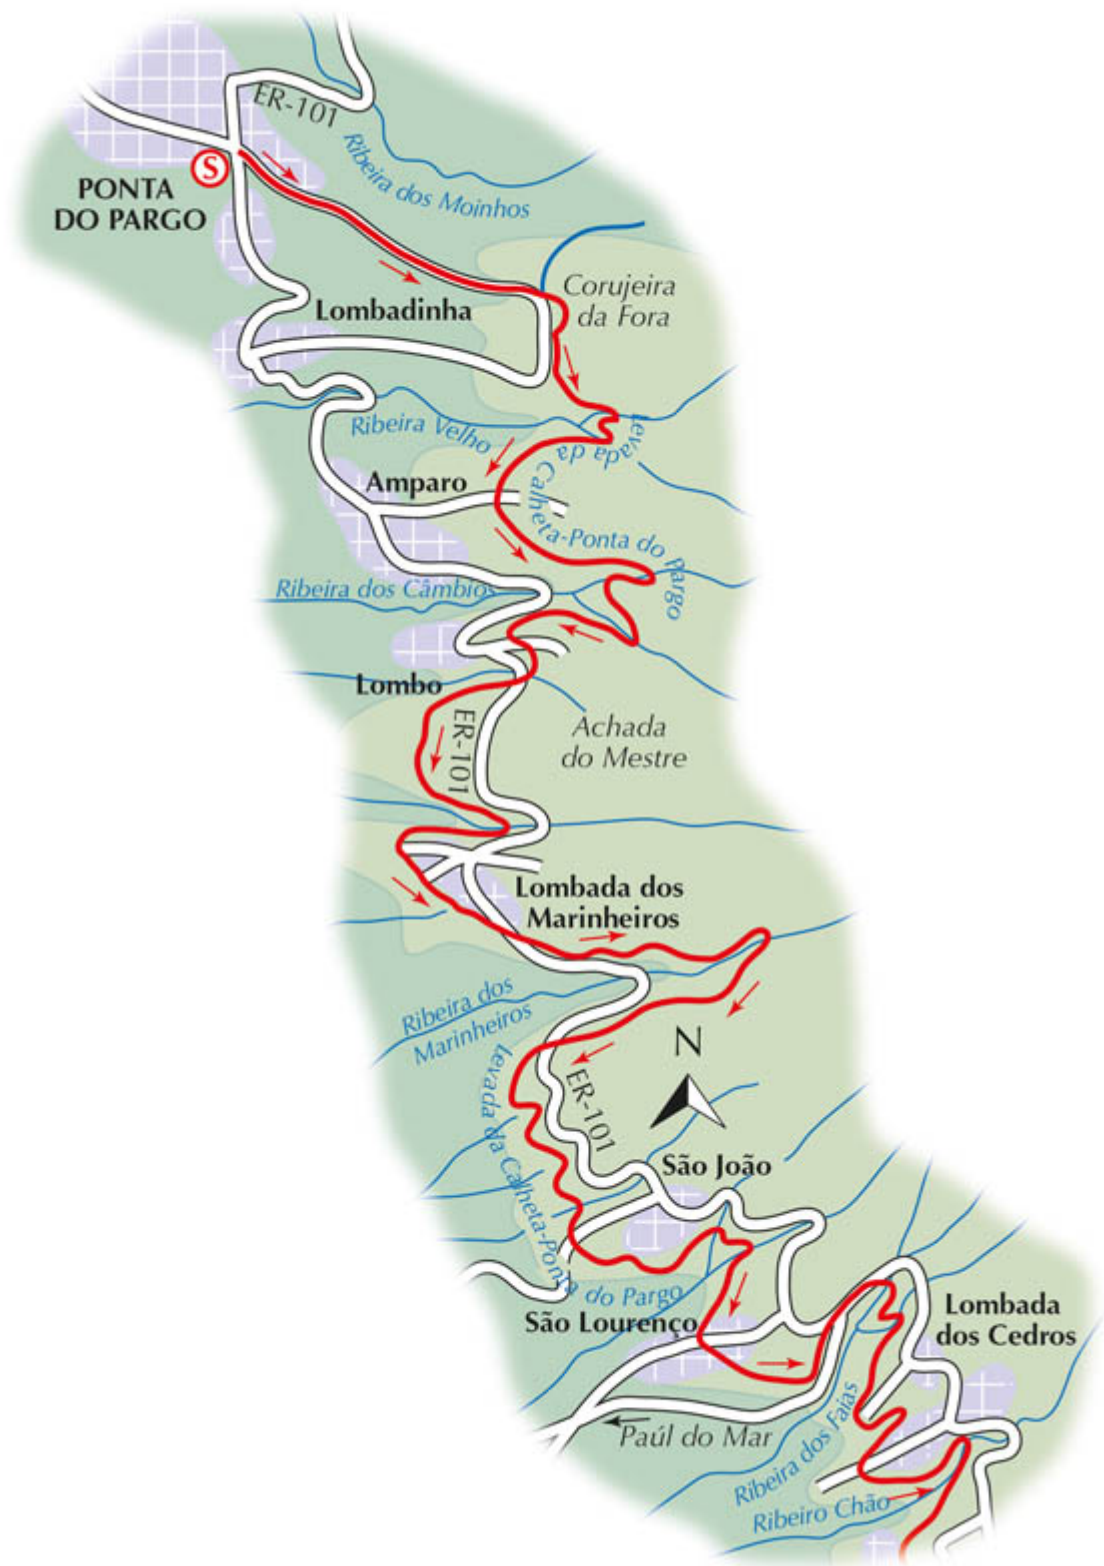 ER-101
Ribeira dos Moinhos
S
PONTA
DO PARGO
Corujeira
da Fora
Lombadinha
Ribeira Velho
Levada da
Calheta-Ponta do Pargo
Amparo
Ribeira dos Câmbios
Lombo
ER-101
Achada
do Mestre
Lombada dos
Marinheiros
Ribeira dos
Marinheiros
N
levada da Calheta-Ponta do Pargo
ER-101
São João
São Lourenço
Lombada
dos Cedros
Paúl do Mar
Ribeira dos Faias
Ribeiro Chão